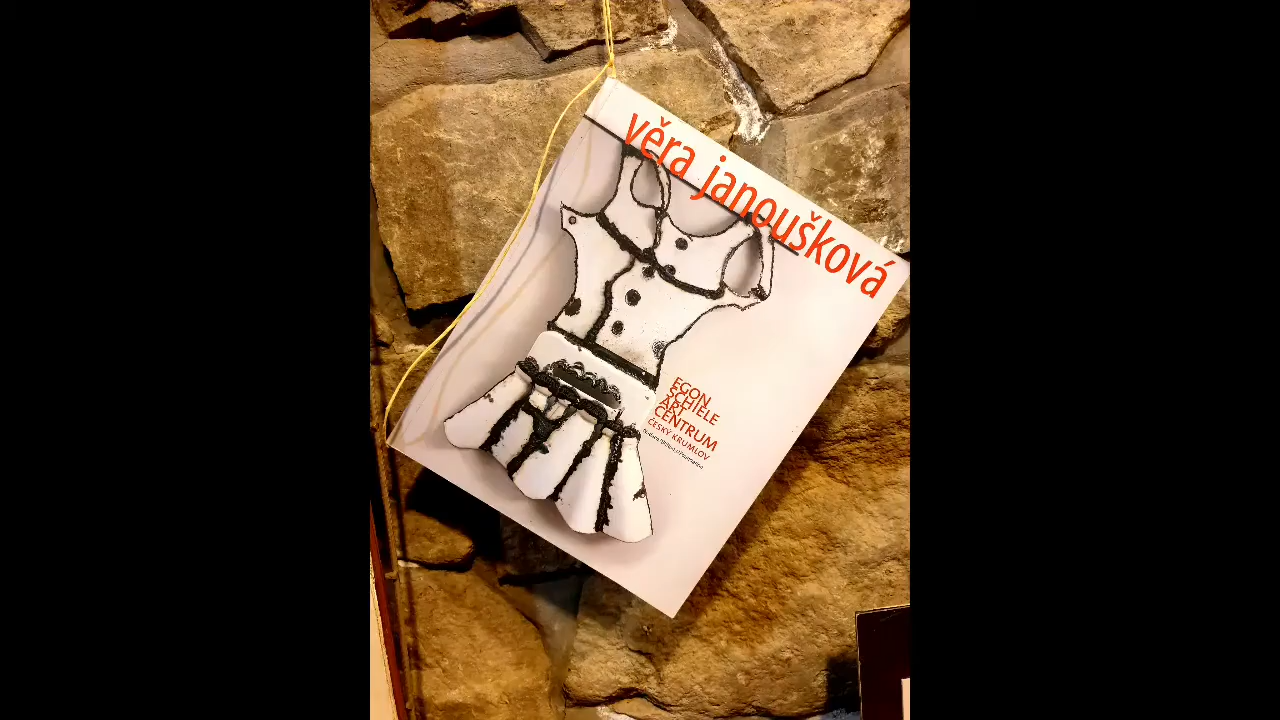 věra janoušková
EGON
SCHIELE
ART
CENTRUM
ČESKÝ KRUMLOV